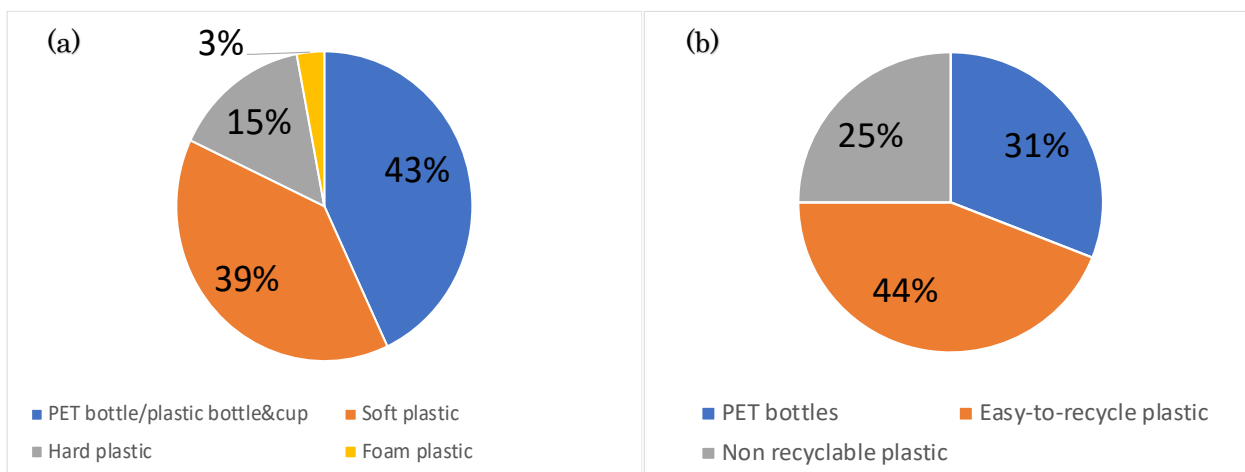 (a)
3%
15%
43%
39%
PET bottle/plastic bottle&cup
Soft plastic
Hard plastic
Foam plastic
(b)
25%
31%
44%
PET bottles
Easy-to-recycle plastic
Non recyclable plastic